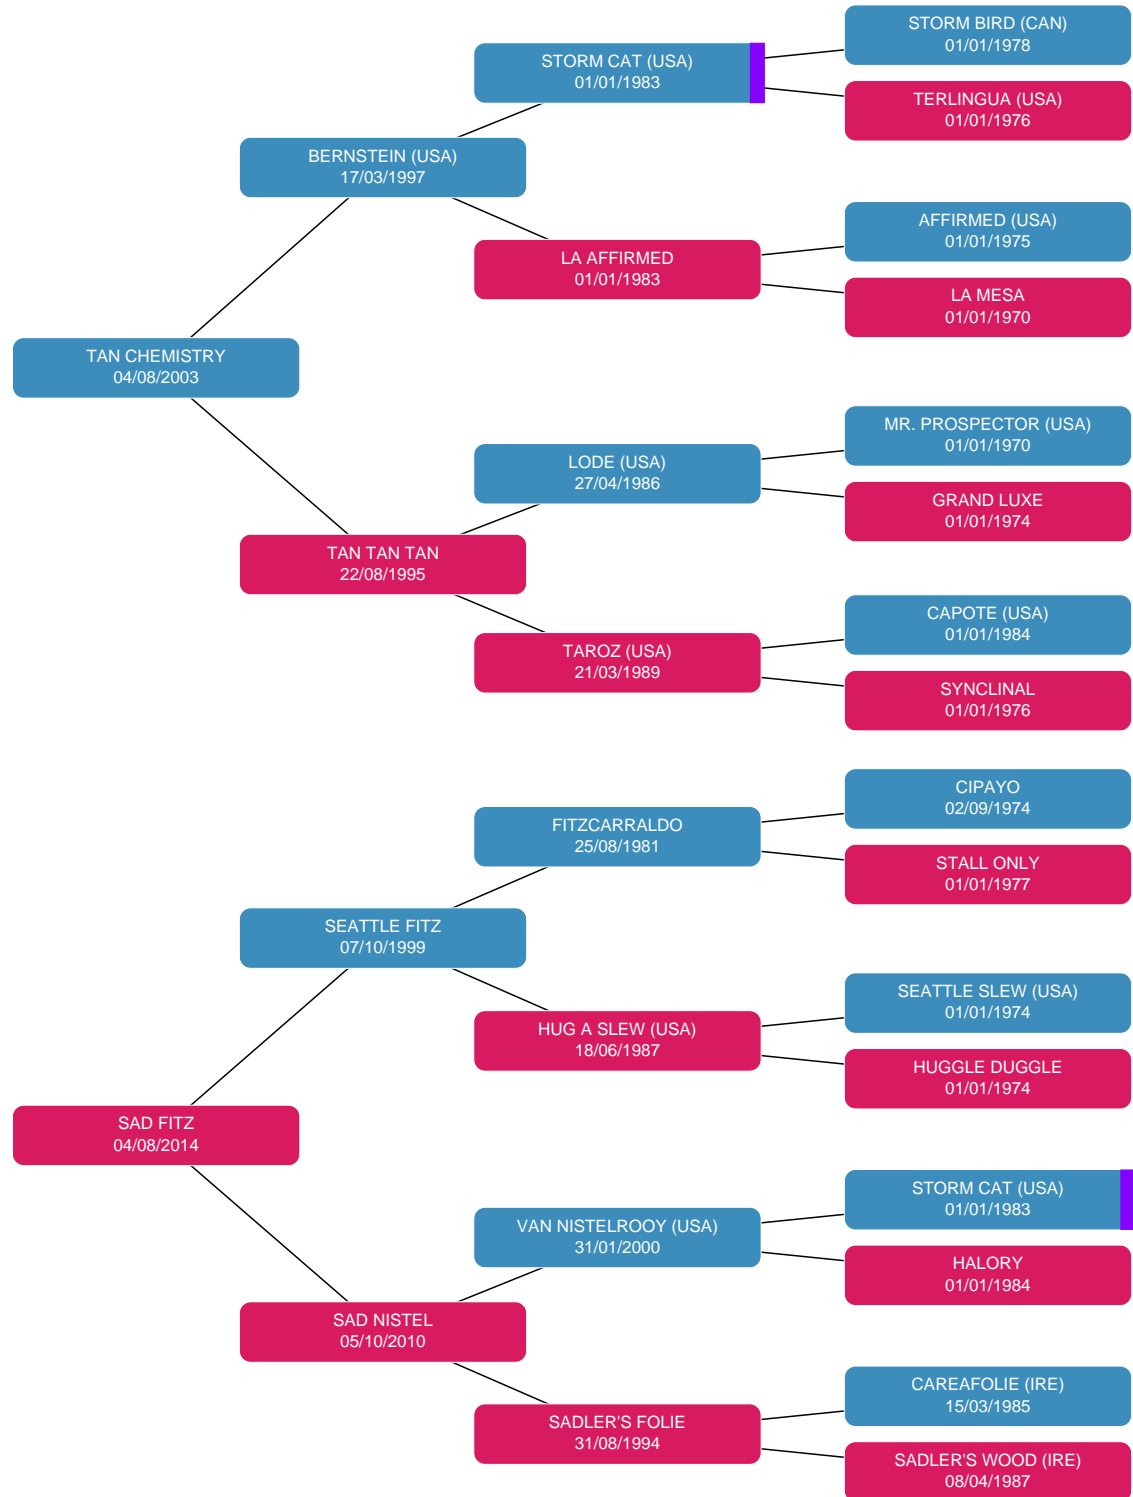 STORM BIRD (CAN)
01/01/1978
STORM CAT (USA)
01/01/1983
TERLINGUA (USA)
01/01/1976
BERNSTEIN (USA)
17/03/1997
AFFIRMED (USA)
01/01/1975
LA AFFIRMED
01/01/1983
LA MESA
01/01/1970
TAN CHEMISTRY
04/08/2003
MR. PROSPECTOR (USA)
01/01/1970
LODE (USA)
27/04/1986
GRAND LUXE
01/01/1974
TAN TAN TAN
22/08/1995
CAPOTE (USA)
01/01/1984
TAROZ (USA)
21/03/1989
SYNCLINAL
01/01/1976
CIPAYO
02/09/1974
FITZCARRALDO
25/08/1981
STALL ONLY
01/01/1977
SEATTLE FITZ
07/10/1999
SEATTLE SLEW (USA)
01/01/1974
HUG A SLEW (USA)
18/06/1987
HUGGLE DUGGLE
01/01/1974
SAD FITZ
04/08/2014
STORM CAT (USA)
01/01/1983
VAN NISTELROOY (USA)
31/01/2000
HALORY
01/01/1984
SAD NISTEL
05/10/2010
CAREAFOLIE (IRE)
15/03/1985
SADLER'S FOLIE
31/08/1994
SADLER'S WOOD (IRE)
08/04/1987